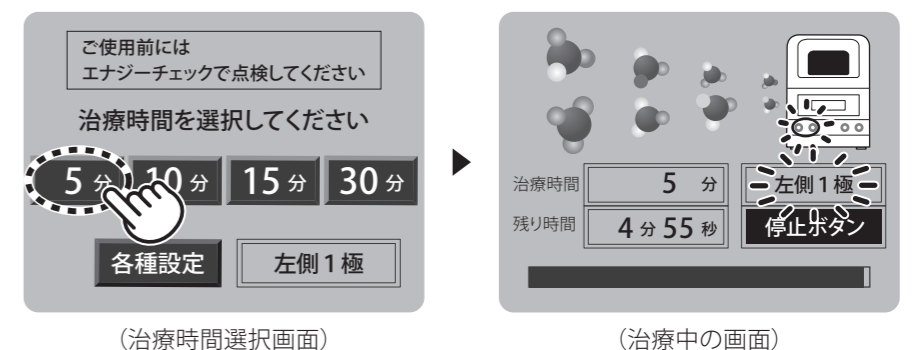 ご使用前には
エナジーチェックで点検してください
治療時間を選択してください
5 分 10 分 15 分 30 分
各種設定 左側1極
(治療時間選択画面)
治療時間 5 分 左側1極
残り時間 4 分 55 秒 停止ボタン
(治療中の画面)